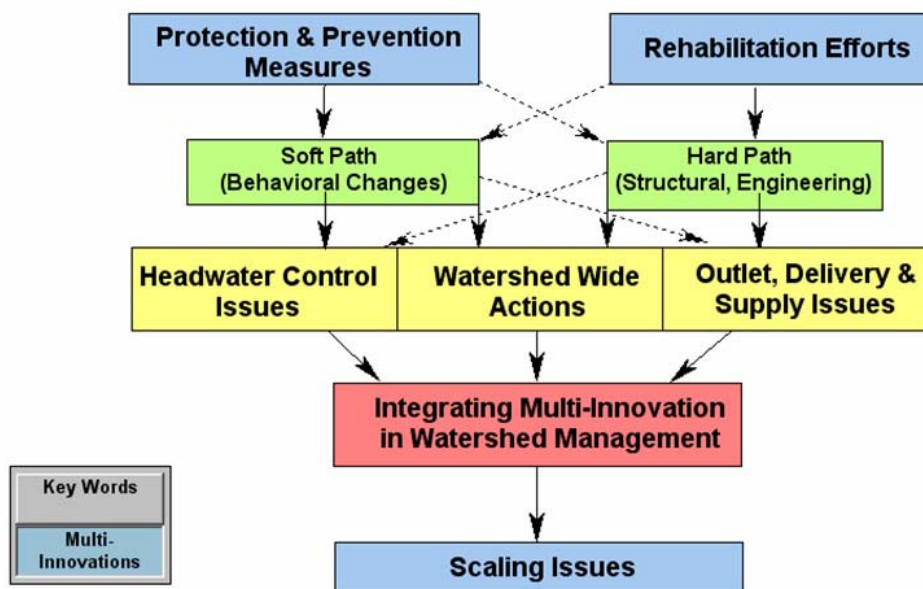 Protection & Prevention
Measures
Rehabilitation Efforts
Soft Path
(Behavioral Changes)
Hard Path
(Structural, Engineering)
Headwater Control
Issues
Watershed Wide
Actions
Outlet, Delivery &
Supply Issues
Integrating Multi-Innovation
in Watershed Management
Key Words
Multi-
Innovations
Scaling Issues